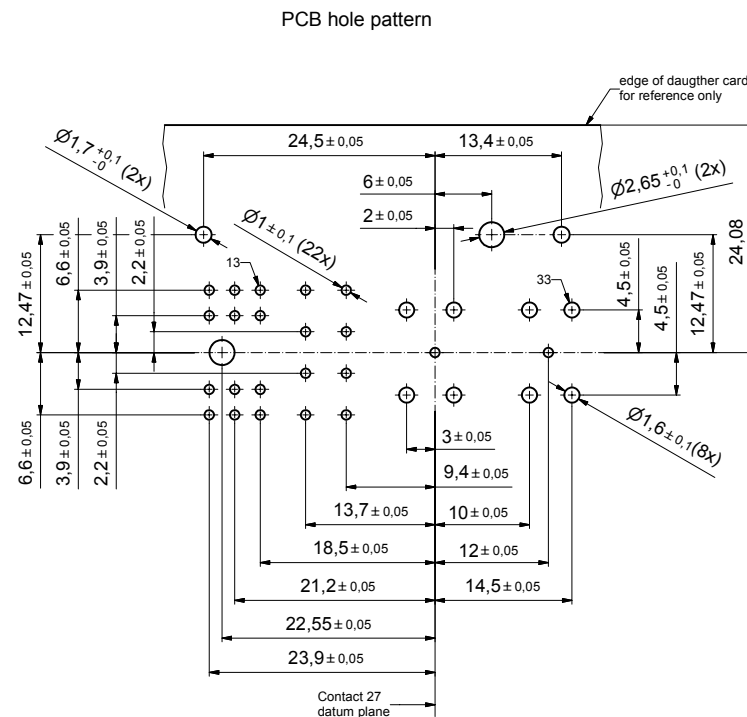 PCB hole pattern
edge of daugther card
for reference only
24,5 ± 0,05
13,4 ± 0,05
Ø1,7 +0,1 -0 (2x)
6 ± 0,05
Ø2,65 +0,1 -0 (2x)
2 ± 0,05
Ø1 ±0,1 (22x)
12,47 ± 0,05
6,6 ± 0,05
3,9 ± 0,05
2,2 ± 0,05
13
33
4,5 ± 0,05
4,5 ± 0,05
12,47 ± 0,05
24,08
6,6 ± 0,05
3,9 ± 0,05
2,2 ± 0,05
3 ± 0,05
Ø1,6 ±0,1 (8x)
9,4 ± 0,05
13,7 ± 0,05
10 ± 0,05
18,5 ± 0,05
12 ± 0,05
21,2 ± 0,05
14,5 ± 0,05
22,55 ± 0,05
23,9 ± 0,05
Contact 27
datum plane